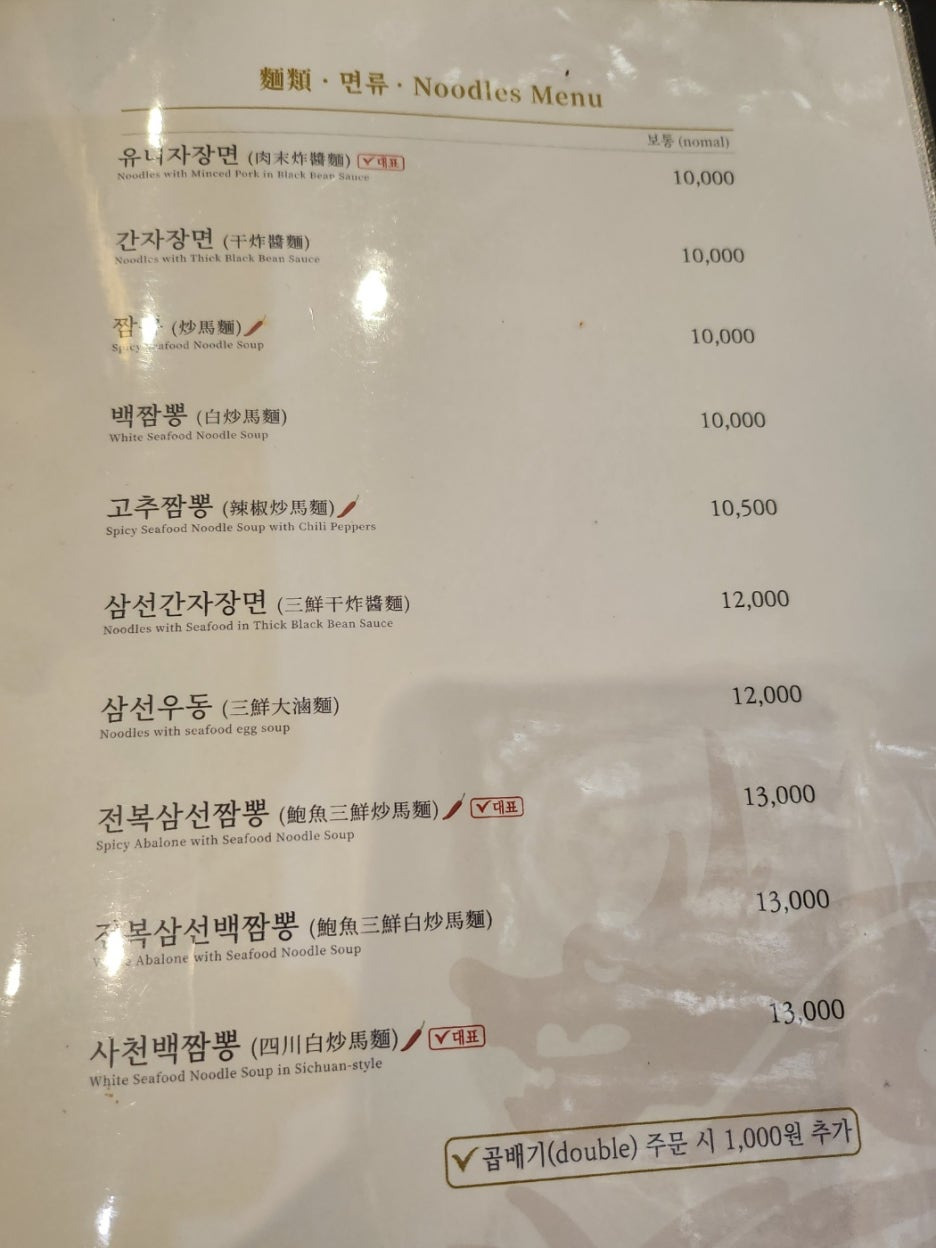 麵類 · 면류 · Noodles Menu
보통 (nomal)
유니자장면 (肉末炸醬麵) 대표
Noodles with Minced Pork in Black Bean Sauce
10,000
간자장면 (干炸醬麵)
Noodles with Thick Black Bean Sauce
10,000
(炒馬麵)
Spicy Seafood Noodle Soup
10,000
백짬뽕 (白炒馬麵)
White Seafood Noodle Soup
10,000
고추짬뽕 (辣椒炒馬麵)
Spicy Seafood Noodle Soup with Chili Peppers
10,500
삼선간자장면 (三鮮干炸醬麵)
Noodles with Seafood in Thick Black Bean Sauce
12,000
삼선우동 (三鮮大滷麵)
Noodles with seafood egg soup
12,000
전복삼선짬뽕 (鮑魚三鮮炒馬麵) 대표
Spicy Abalone with Seafood Noodle Soup
13,000
전복삼선백짬뽕 (鮑魚三鮮白炒馬麵)
White Abalone with Seafood Noodle Soup
13,000
사천백짬뽕 (四川白炒馬麵) 대표
White Seafood Noodle Soup in Sichuan-style
13,000
곱배기(double) 주문 시 1,000원 추가